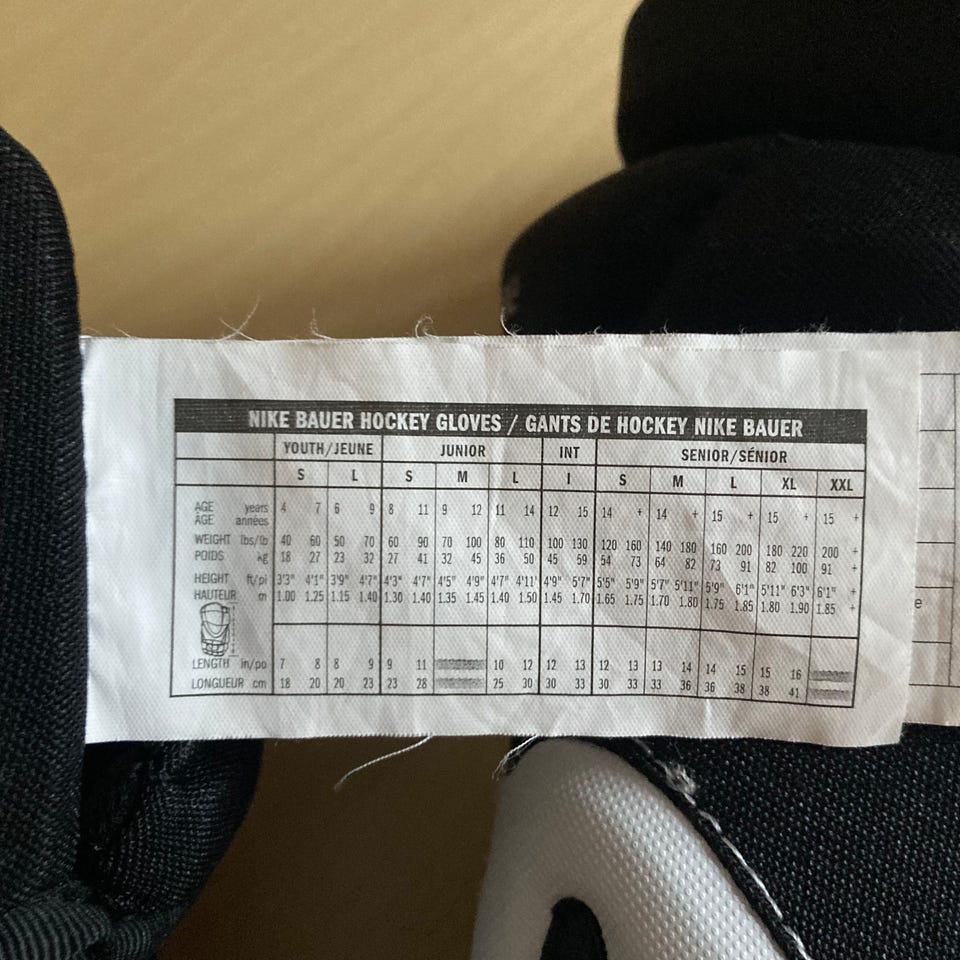 NIKE BAUER HOCKEY GLOVES / GANTS DE HOCKEY NIKE BAUER
YOUTH/JEUNE JUNIOR INT SENIOR/SÉNIOR
S L S M L I S M L XL XXL
AGE years 4 7 6 9 8 11 9 12 11 14 12 15 14 + 14 + 15 + 15 + 15 +
ÂGE années
WEIGHT lbs/lb 40 60 50 70 60 90 70 100 80 110 100 130 120 160 140 180 160 200 180 220 200 +
POIDS kg 18 27 23 32 27 41 32 45 36 50 45 59 54 73 64 82 73 91 82 100 91 +
HEIGHT ft/pi 3'3" 4'1" 3'9" 4'7" 4'3" 4'7" 4'5" 4'9" 4'7" 4'11' 4'9" 5'7" 5'5" 5'9" 5'7" 5'11" 5'9" 6'1" 5'11" 6'3" 6'1" +
HAUTEUR m 1.00 1.25 1.15 1.40 1.30 1.40 1.35 1.45 1.40 1.50 1.45 1.70 1.65 1.75 1.70 1.80 1.75 1.85 1.80 1.90 1.85 +
LENGTH in/po 7 8 8 9 9 11 10 12 12 13 12 13 13 14 14 15 15 16
LONGUEUR cm 18 20 20 23 23 28 25 30 30 33 30 33 33 36 36 38 38 41